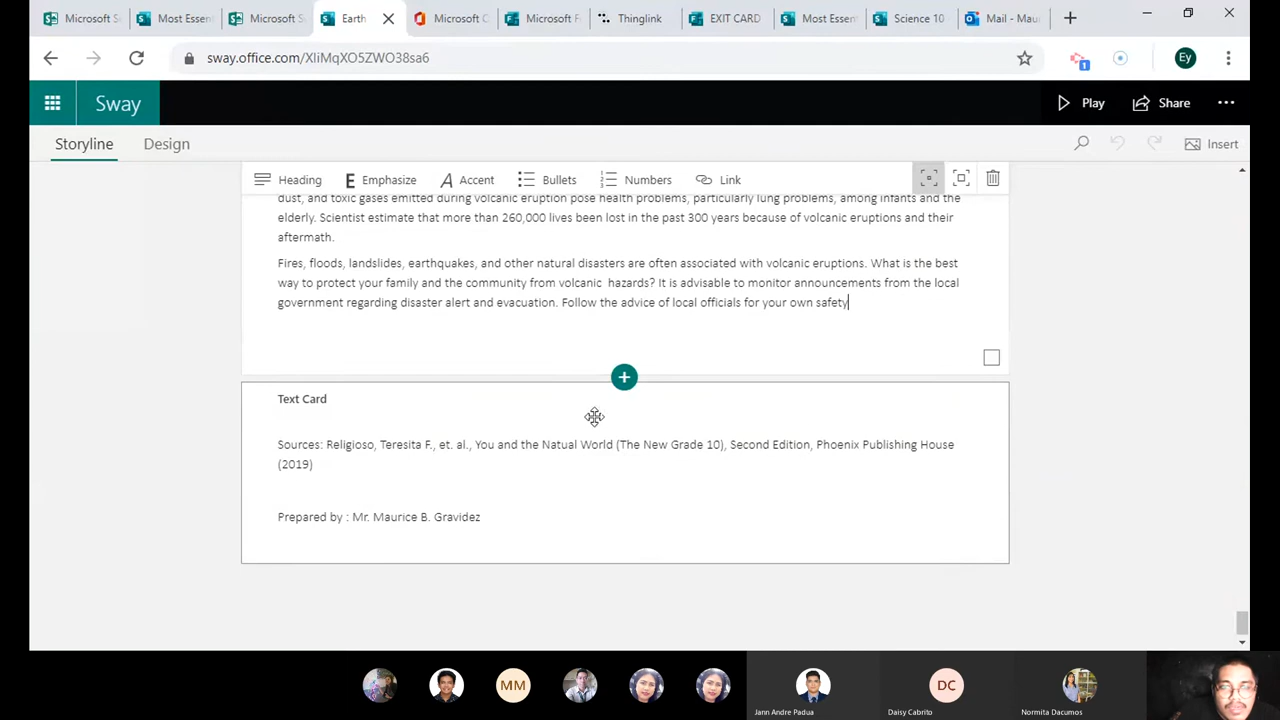 Microsoft S
Most Essen
Microsoft S
Earth
Microsoft C
Microsoft F
Thinglink
EXIT CARD
Most Essen
Science 10
Mail - Mau
sway.office.com/XIiMqXO5ZWO38sa6
1
Ey
Sway
Play
Share
Storyline
Design
Insert
Heading
E Emphasize
A Accent
Bullets
Numbers
Link
dust, and toxic gases emitted during volcanic eruption pose health problems, particularly lung problems, among infants and the
elderly. Scientist estimate that more than 260,000 lives been lost in the past 300 years because of volcanic eruptions and their
aftermath.
Fires, floods, landslides, earthquakes, and other natural disasters are often associated with volcanic eruptions. What is the best
way to protect your family and the community from volcanic hazards? It is advisable to monitor announcements from the local
government regarding disaster alert and evacuation. Follow the advice of local officials for your own safety
Text Card
Sources: Religioso, Teresita F., et. al., You and the Natual World (The New Grade 10), Second Edition, Phoenix Publishing House
(2019)
Prepared by : Mr. Maurice B. Gravidez
MM
DC
Jann Andre Padua
Daisy Cabrito
Normita Dacumos